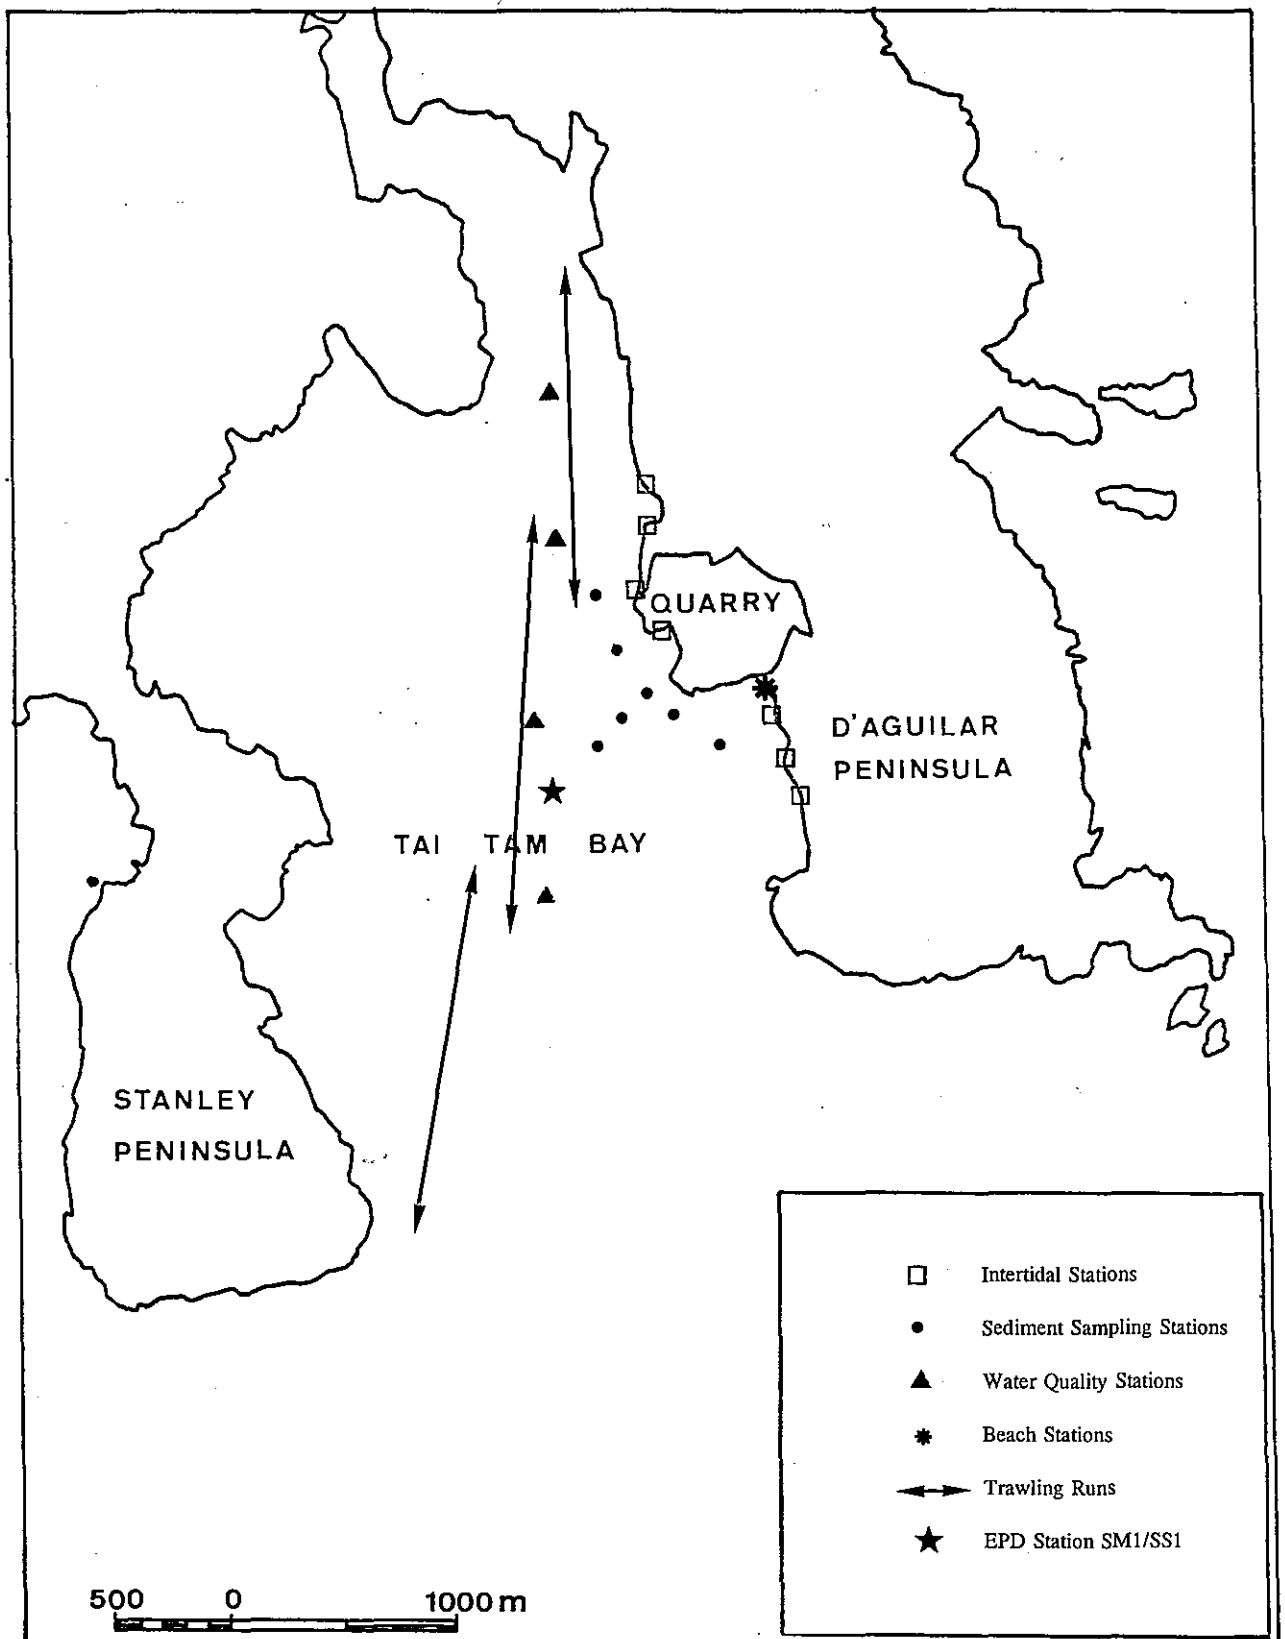 QUARRY
D'AGUILAR
PENINSULA
TAI TAM BAY
STANLEY
PENINSULA
Intertidal Stations
Sediment Sampling Stations
Water Quality Stations
Beach Stations
Trawling Runs
EPD Station SM1/SS1
500 0 1000 m